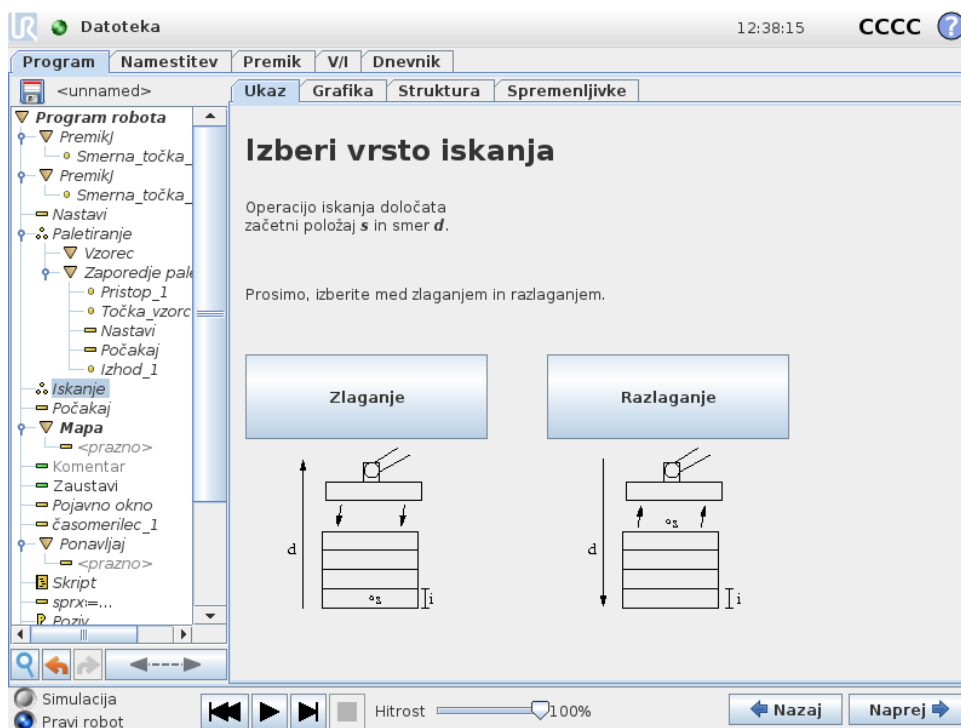 UR Datoteka 12:38:15 CCCC ?
Program Namestitev Premik V/I Dnevnik
<unnamed>
Ukaz Grafika Struktura Spremenljivke
Program robota
PremikJ
Smerna_točka_
PremikJ
Smerna_točka_
Nastavi
Paletiranje
Vzorec
Zaporedje pale
Pristop_1
Točka_vzorc
Nastavi
Počakaj
Izhod_1
Iskanje
Počakaj
Mapa
<prazno>
Komentar
Zaustavi
Pojavno okno
časomerilec_1
Ponavljaj
<prazno>
Skript
sprx:=...
Poziv
Izberi vrsto iskanja
Operacijo iskanja določata
začetni položaj s in smer d.
Prosimo, izberite med zlaganjem in razlaganjem.
Zlaganje Razlaganje
d s i
d s i
Simulacija
Pravi robot
Hitrost 100%
Nazaj Naprej